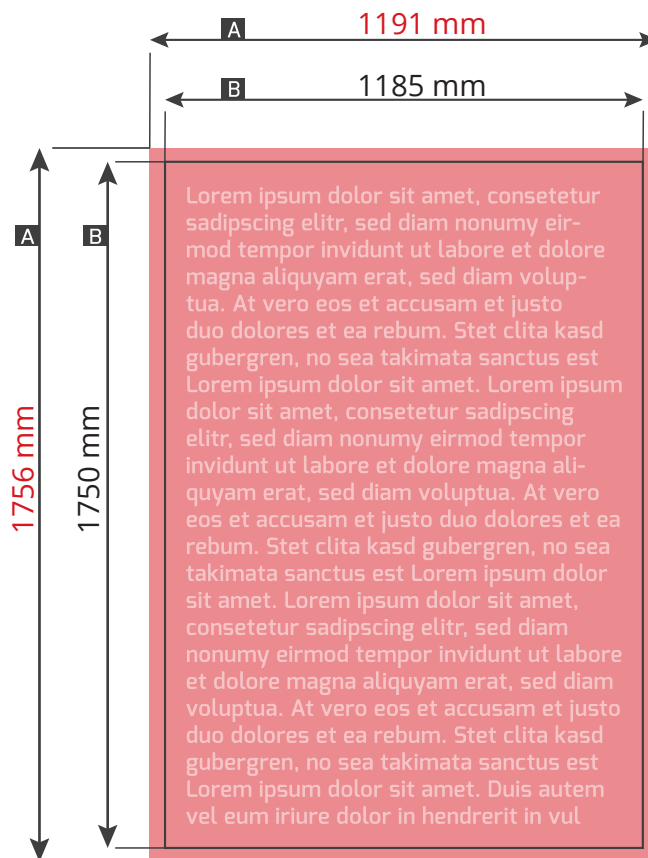 A 1191 mm
B 1185 mm
A
B
1756 mm
1750 mm
Lorem ipsum dolor sit amet, consetetur
sadipscing elitr, sed diam nonumy eir-
mod tempor invidunt ut labore et dolore
magna aliquyam erat, sed diam volup-
tua. At vero eos et accusam et justo
duo dolores et ea rebum. Stet clita kasd
gubergren, no sea takimata sanctus est
Lorem ipsum dolor sit amet. Lorem ipsum
dolor sit amet, consetetur sadipscing
elitr, sed diam nonumy eirmod tempor
invidunt ut labore et dolore magna ali-
quyam erat, sed diam voluptua. At vero
eos et accusam et justo duo dolores et ea
rebum. Stet clita kasd gubergren, no sea
takimata sanctus est Lorem ipsum dolor
sit amet. Lorem ipsum dolor sit amet,
consetetur sadipscing elitr, sed diam
nonumy eirmod tempor invidunt ut labore
et dolore magna aliquyam erat, sed diam
voluptua. At vero eos et accusam et justo
duo dolores et ea rebum. Stet clita kasd
gubergren, no sea takimata sanctus est
Lorem ipsum dolor sit amet. Duis autem
vel eum iriure dolor in hendrerit in vul